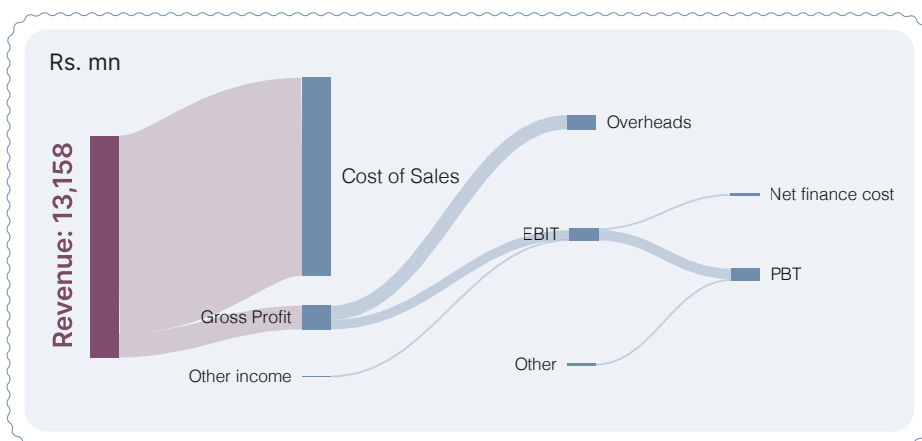 Rs. mn
Revenue: 13,158
Cost of Sales
Gross Profit
Other income
Overheads
EBIT
Other
Net finance cost
PBT